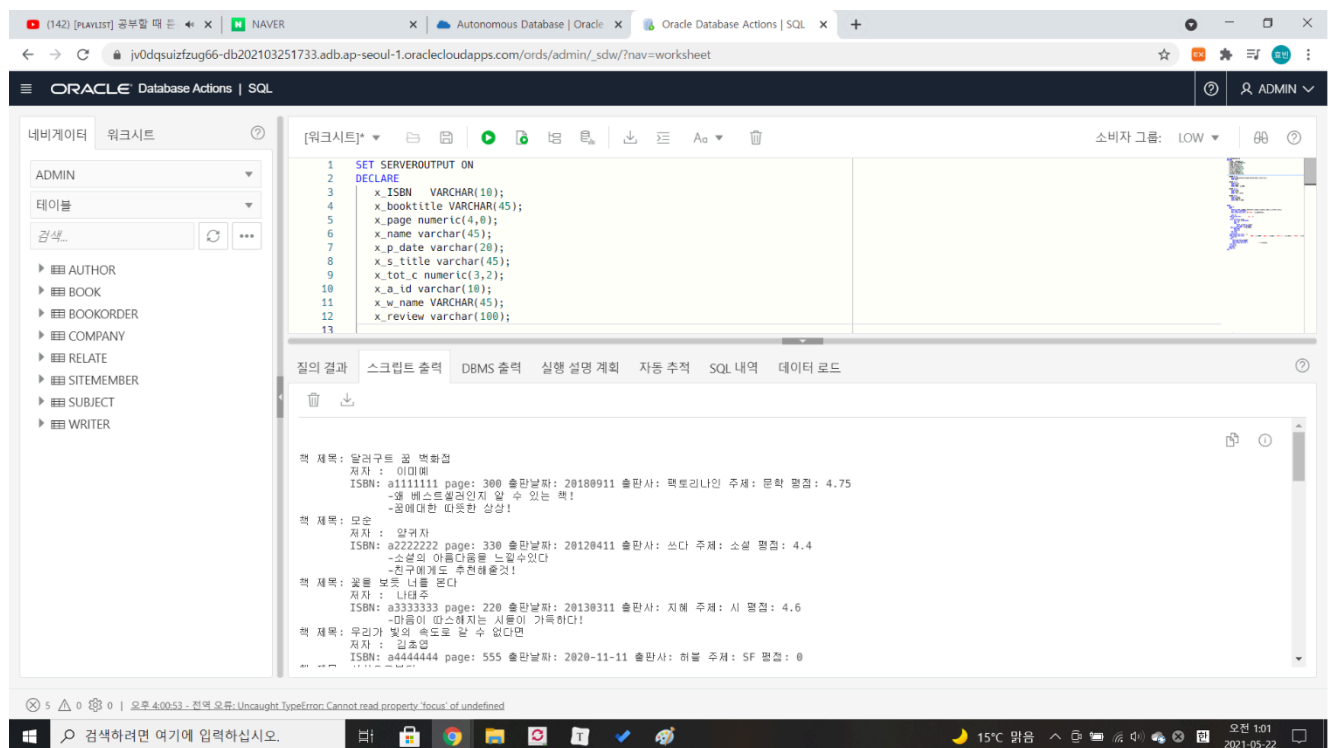 (142) [PLAYLIST] 공부할 때 듣
NAVER
Autonomous Database | Oracle
Oracle Database Actions | SQL
jv0dqsuizfzug66-db202103251733.adb.ap-seoul-1.oraclecloudapps.com/ords/admin/_sdw/?nav=worksheet
EX
효빈
ORACLE Database Actions | SQL
ADMIN
네비게이터 워크시트
[워크시트]*
Aa
소비자 그룹: LOW
ADMIN
테이블
검색...
AUTHOR
BOOK
BOOKORDER
COMPANY
RELATE
SITEMEMBER
SUBJECT
WRITER
1 SET SERVEROUTPUT ON
2 DECLARE
3 x_ISBN VARCHAR(10);
4 x_booktitle VARCHAR(45);
5 x_page numeric(4,0);
6 x_name varchar(45);
7 x_p_date varchar(20);
8 x_s_title varchar(45);
9 x_tot_c numeric(3,2);
10 x_a_id varchar(10);
11 x_w_name VARCHAR(45);
12 x_review varchar(100);
13
질의 결과 스크립트 출력 DBMS 출력 실행 설명 계획 자동 추적 SQL 내역 데이터 로드
책 제목: 달러구트 꿈 백화점
저자 : 이미예
ISBN: a1111111 page: 300 출판날짜: 20180911 출판사: 팩토리나인 주제: 문학 평점: 4.75
-왜 베스트셀러인지 알 수 있는 책!
-꿈에대한 따뜻한 상상!
책 제목: 모순
저자 : 양귀자
ISBN: a2222222 page: 330 출판날짜: 20120411 출판사: 쓰다 주제: 소설 평점: 4.4
-소설의 아름다움을 느낄수있다
-친구에게도 추천해줄것!
책 제목: 꽃을 보듯 너를 본다
저자 : 나태주
ISBN: a3333333 page: 220 출판날짜: 20130311 출판사: 지혜 주제: 시 평점: 4.6
-마음이 따스해지는 시들이 가득하다!
책 제목: 우리가 빛의 속도로 갈 수 없다면
저자 : 김초엽
ISBN: a4444444 page: 555 출판날짜: 2020-11-11 출판사: 허블 주제: SF 평점: 0
5 0 0 | 오후 4:00:53 - 전역 오류: Uncaught TypeError: Cannot read property 'focus' of undefined
검색하려면 여기에 입력하십시오.
T
15°C 맑음
한
오전 1:01
2021-05-22